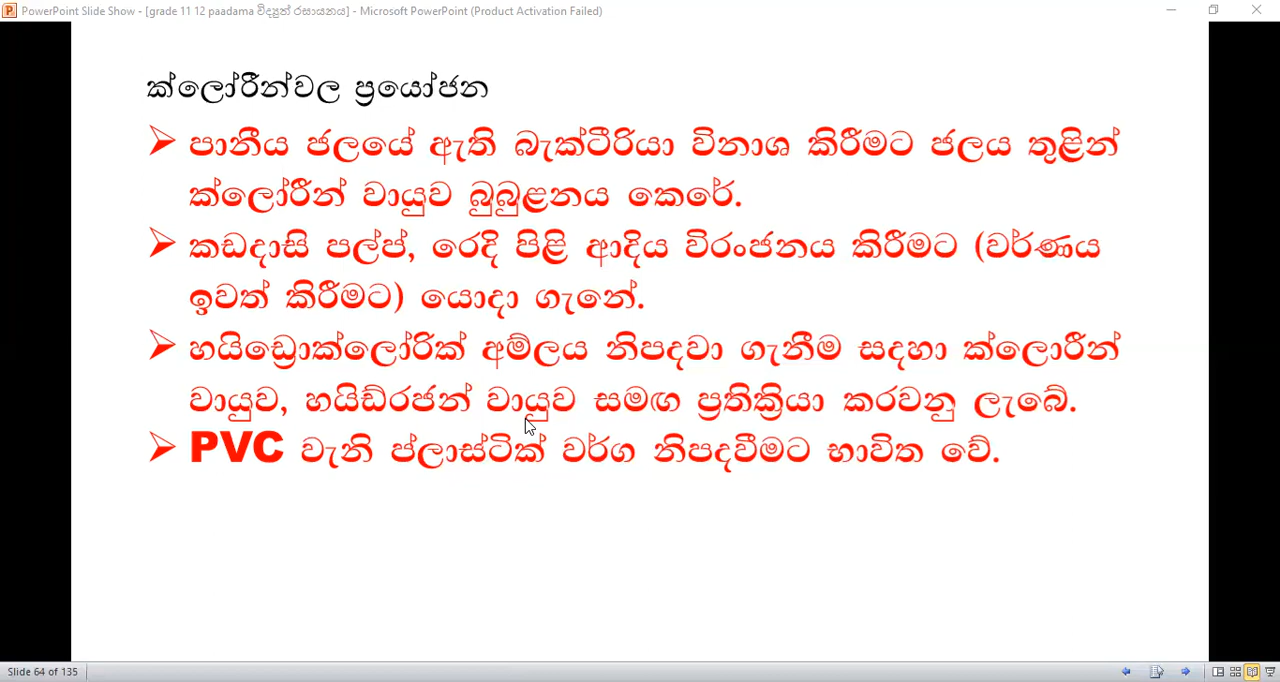 PowerPoint Slide Show - [grade 11 12 paadama විද්‍යුත් රසායනය] - Microsoft PowerPoint (Product Activation Failed)
ක්ලෝරීන්වල ප්‍රයෝජන
➢ පානීය ජලයේ ඇති බැක්ටීරියා විනාශ කිරීමට ජලය තුළින්
ක්ලෝරීන් වායුව බුබුළනය කෙරේ.
➢ කඩදාසි පල්ප්, රෙදි පිළි ආදිය විරංජනය කිරීමට (වර්ණය
ඉවත් කිරීමට) යොදා ගැනේ.
➢ හයිඩ්‍රොක්ලෝරික් අම්ලය නිපදවා ගැනීම සදහා ක්ලොරීන්
වායුව, හයිඩ්රජන් වායුව සමඟ ප්‍රතික්‍රියා කරවනු ලැබේ.
➢ PVC වැනි ප්ලාස්ටික් වර්ග නිපදවීමට භාවිත වේ.
Slide 64 of 135